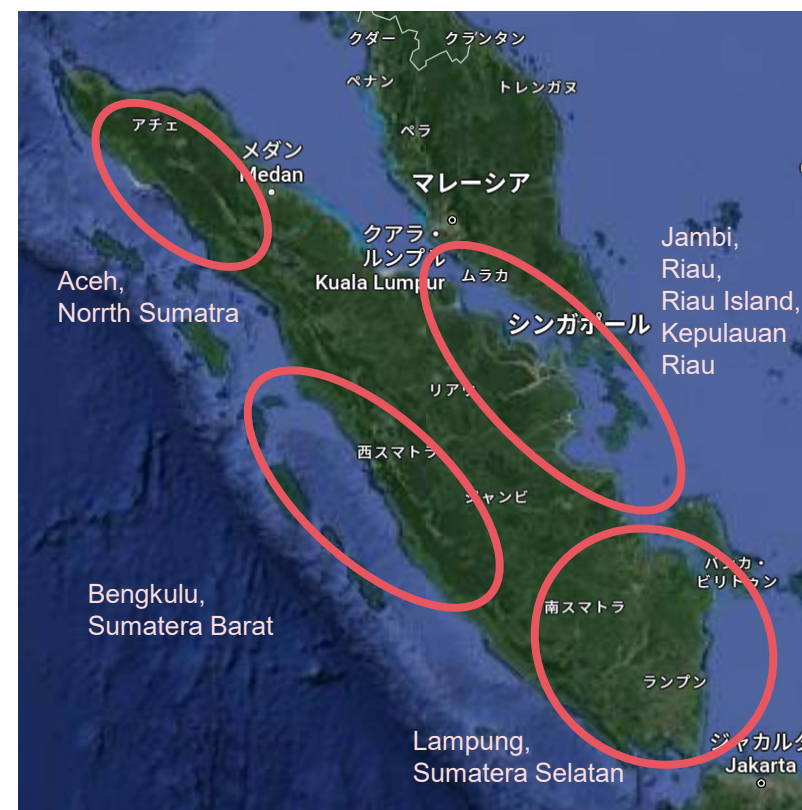 クダー
クランタン
ペナン
トレンガヌ
ペラ
アチェ
メダン
Medan
マレーシア
クアラ・
ルンプル
Kuala Lumpur
ムラカ
Jambi,
Riau,
Riau Island,
Kepulauan
Riau
Aceh,
Norrth Sumatra
シンガポール
リアウ
西スマトラ
ジャンビ
バンカ・
ビリトゥン
Bengkulu,
Sumatera Barat
南スマトラ
ランプン
Lampung,
Sumatera Selatan
ジャカルタ
Jakarta